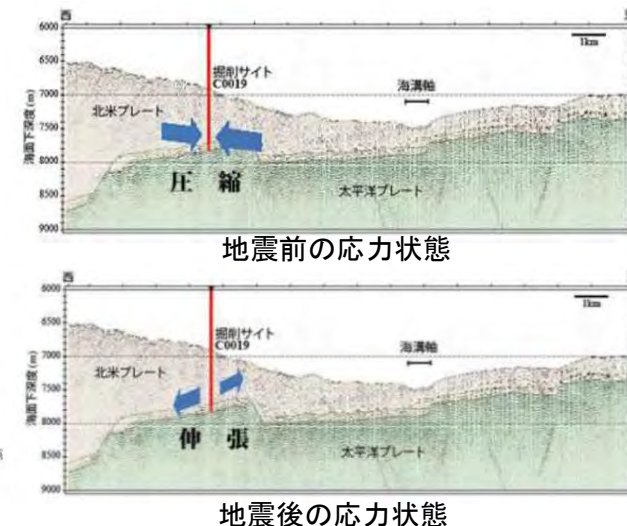 西
6000
6500
7000
7500
8000
8500
9000
海面下深度(m)
1km
掘削サイト
C0019
海溝軸
北米プレート
圧 縮
太平洋プレート
地震前の応力状態
西
6000
6500
7000
7500
8000
8500
9000
海面下深度(m)
1km
掘削サイト
C0019
海溝軸
北米プレート
伸 張
太平洋プレート
地震後の応力状態